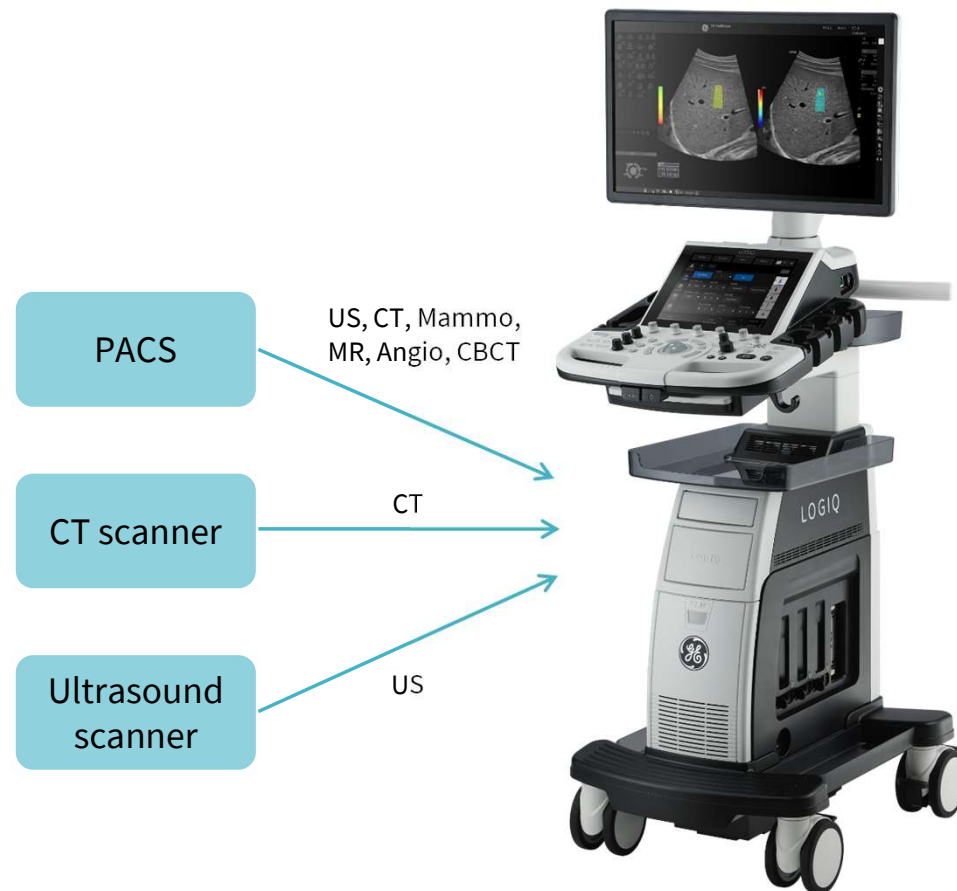 PACS
US, CT, Mammo,
MR, Angio, CBCT
CT scanner
CT
Ultrasound
scanner
US
LOGIQ